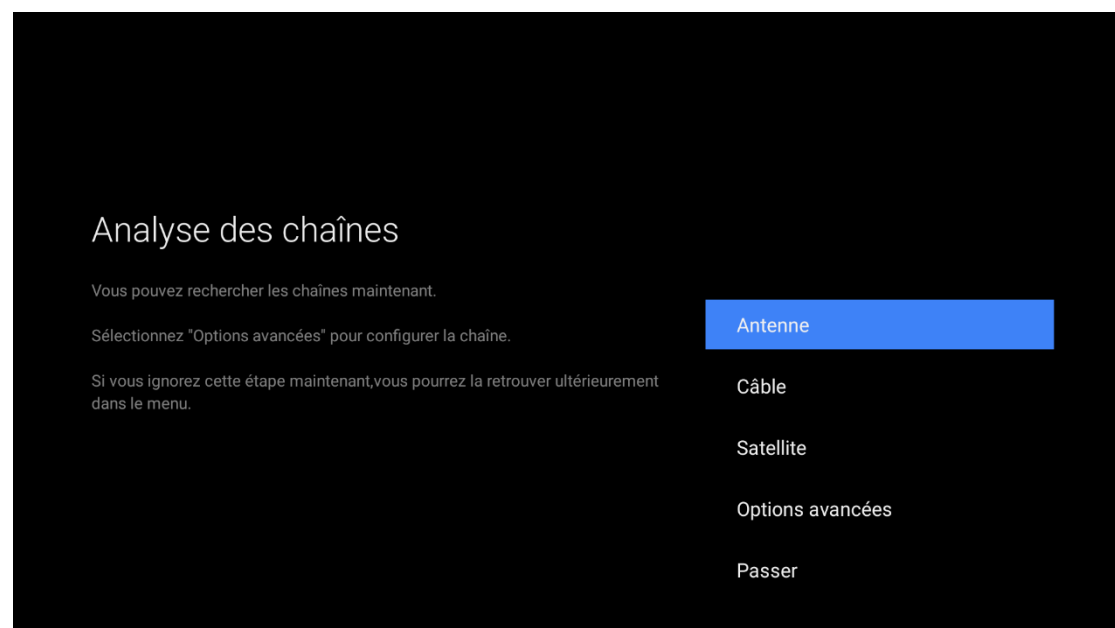 Analyse des chaînes
Vous pouvez rechercher les chaînes maintenant.
Sélectionnez "Options avancées" pour configurer la chaîne.
Si vous ignorez cette étape maintenant,vous pourrez la retrouver ultérieurement
dans le menu.
Antenne
Câble
Satellite
Options avancées
Passer